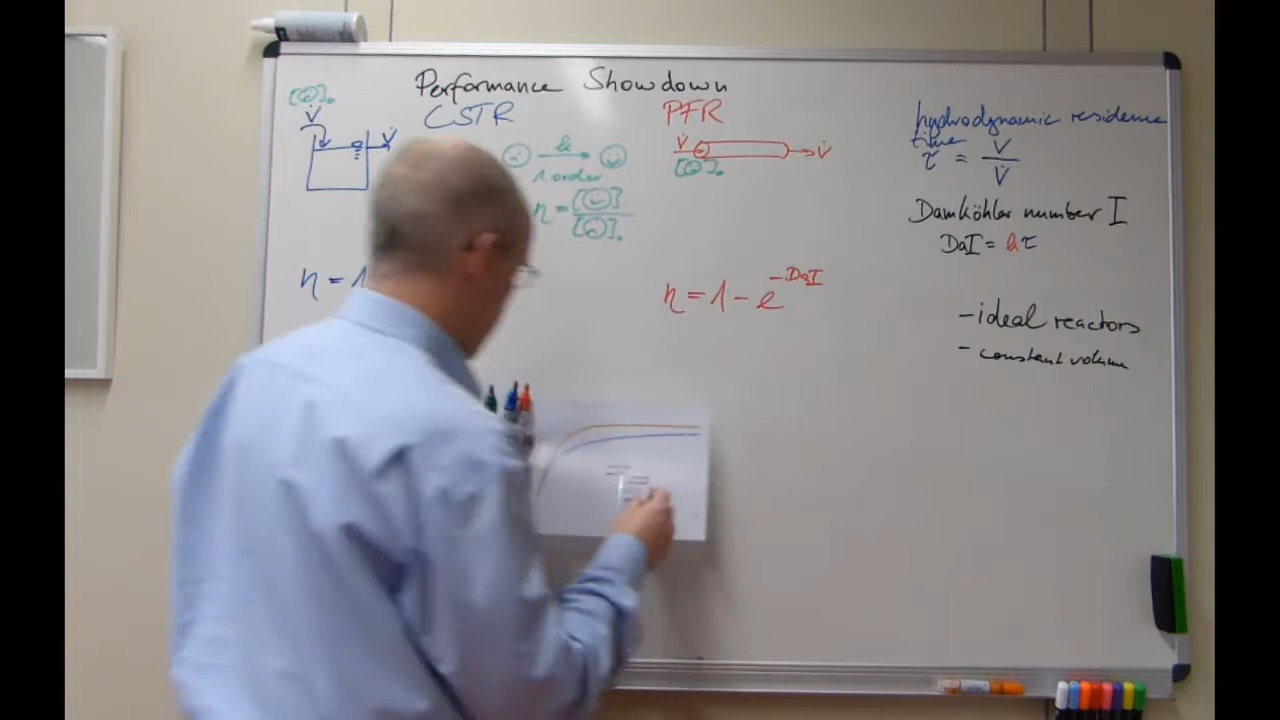 Performance Showdown
CSTR
PFR
[☹]₀
V̇
V̇
☹ k→ ☺
1. order
η = [☺] / [☹]₀
V̇
V̇
[☹]₀
η = 1
η = 1 - e^-DaI
hydrodynamic residence
time
τ = V / V̇
Damköhler number I
DaI = kτ
- ideal reactors
- constant volume